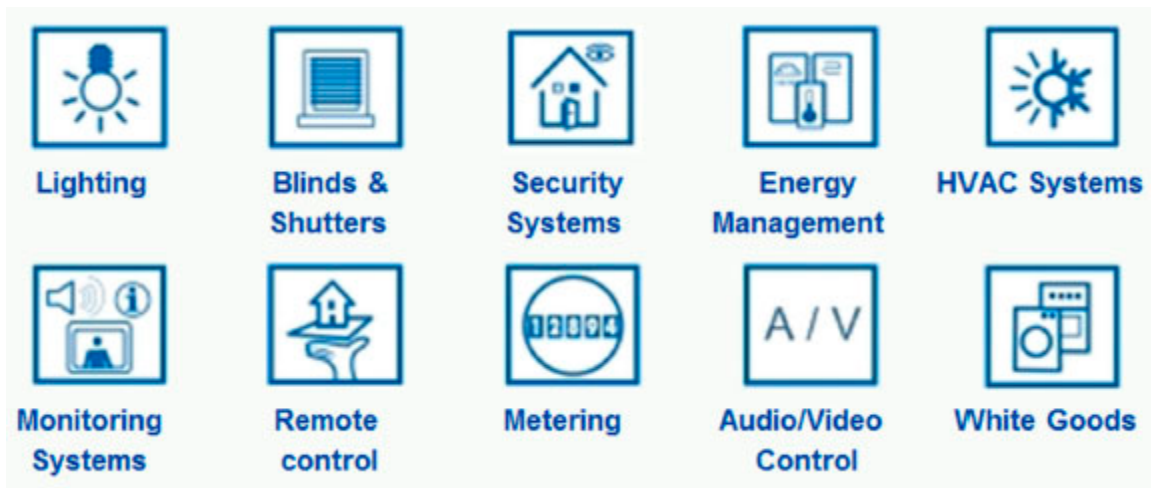 Lighting
Blinds &
Shutters
Security
Systems
Energy
Management
HVAC Systems
Monitoring
Systems
Remote
control
12894
Metering
A / V
Audio/Video
Control
White Goods